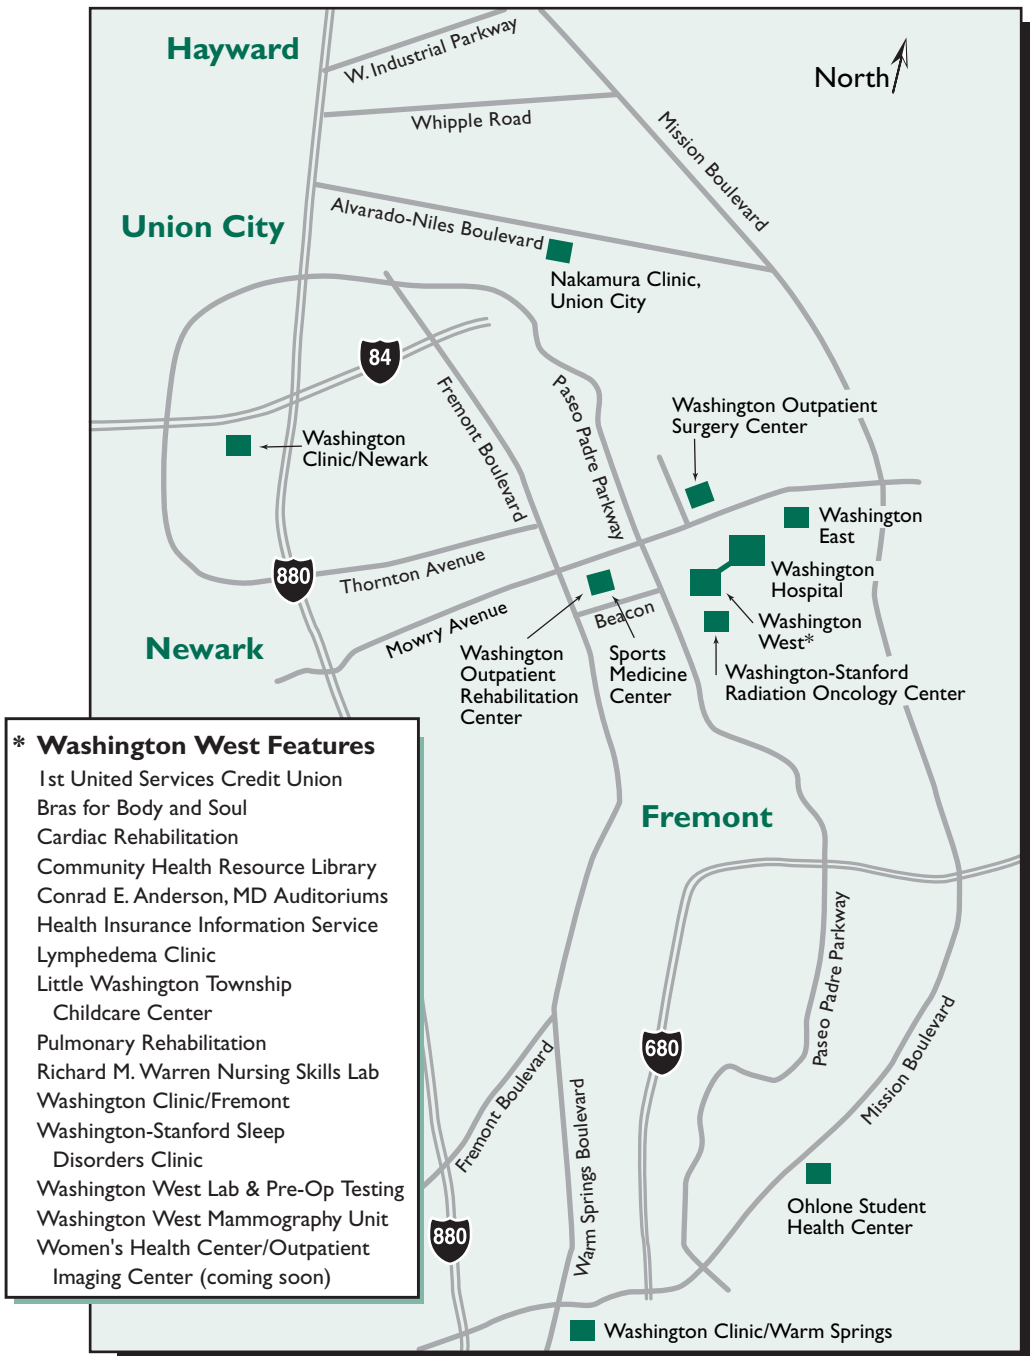 Hayward
W. Industrial Parkway
North
Whipple Road
Mission Boulevard
Union City
Alvarado-Niles Boulevard
Nakamura Clinic,
Union City
84
Fremont Boulevard
Paseo Padre Parkway
Washington Outpatient
Surgery Center
Washington
Clinic/Newark
Washington
East
880
Thornton Avenue
Washington
Hospital
Mowry Avenue
Beacon
Washington
West*
Newark
Washington
Outpatient
Rehabilitation
Center
Sports
Medicine
Center
Washington-Stanford
Radiation Oncology Center
* Washington West Features
1st United Services Credit Union
Bras for Body and Soul
Cardiac Rehabilitation
Community Health Resource Library
Conrad E. Anderson, MD Auditoriums
Health Insurance Information Service
Lymphedema Clinic
Little Washington Township
Childcare Center
Pulmonary Rehabilitation
Richard M. Warren Nursing Skills Lab
Washington Clinic/Fremont
Washington-Stanford Sleep
Disorders Clinic
Washington West Lab & Pre-Op Testing
Washington West Mammography Unit
Women's Health Center/Outpatient
Imaging Center (coming soon)
Fremont
Paseo Padre Parkway
680
Mission Boulevard
Fremont Boulevard
Warm Springs Boulevard
Ohlone Student
Health Center
880
Washington Clinic/Warm Springs